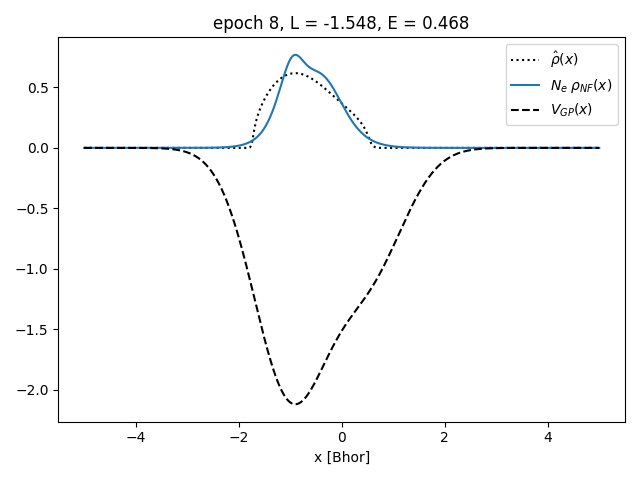 epoch 8, L = -1.548, E = 0.468
ρ̂(x)
Nₑ ρ_NF(x)
V_GP(x)
0.5
0.0
−0.5
−1.0
−1.5
−2.0
−4 −2 0 2 4
x [Bhor]